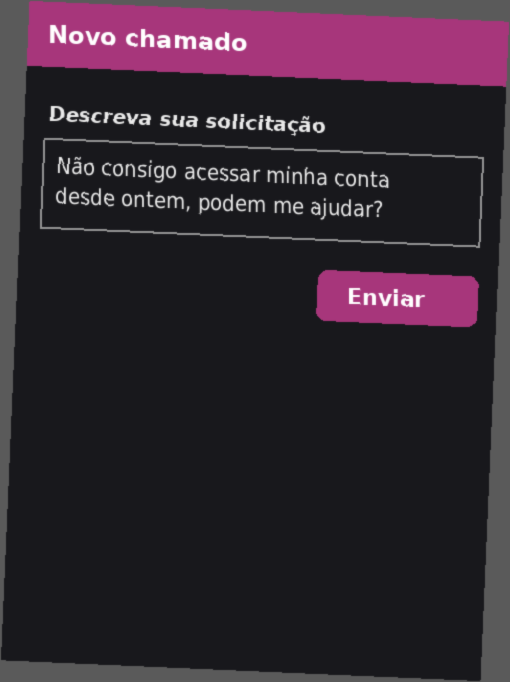 Novo chamado
Descreva sua solicitação
Não consigo acessar minha conta
desde ontem, podem me ajudar?
Enviar